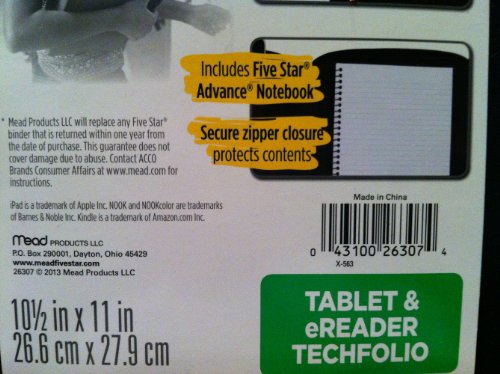 Includes Five Star®
Advance® Notebook
Secure zipper closure
protects contents
* Mead Products LLC will replace any Five Star®
binder that is returned within one year from
the date of purchase. This guarantee does not
cover damage due to abuse. Contact ACCO
Brands Consumer Affairs at www.mead.com for
instructions.
iPad is a trademark of Apple Inc. NOOK and NOOKcolor are trademarks
of Barnes & Noble Inc. Kindle is a trademark of Amazon.com Inc.
Mead PRODUCTS LLC
P.O. Box 290001, Dayton, Ohio 45429
www.meadfivestar.com
26307 © 2013 Mead Products LLC
10½ in x 11 in
26.6 cm x 27.9 cm
Made in China
0 43100 26307 4
X-563
TABLET &
eREADER
TECHFOLIO